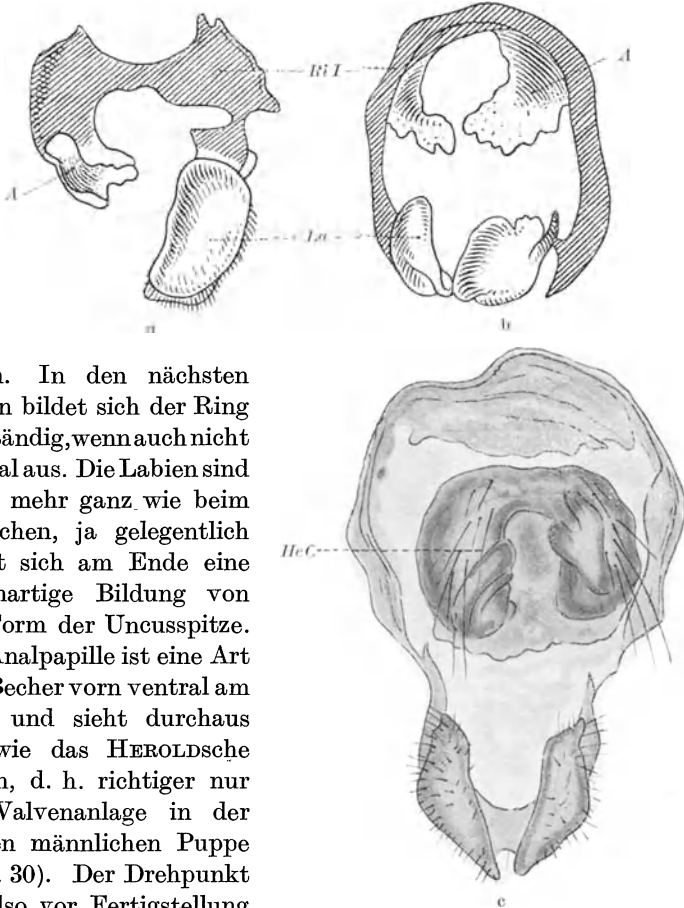 Ri I
A
A
La
a
b
n. In den nächsten
n bildet sich der Ring
ändig, wenn auch nicht
al aus. Die Labien sind
mehr ganz wie beim
chen, ja gelegentlich
t sich am Ende eine
nartige Bildung von
orm der Uncusspitze.
Analpapille ist eine Art
Becher vorn ventral am
und sieht durchaus
wie das HEROLDsche
n, d. h. richtiger nur
Valvenanlage in der
en männlichen Puppe
30). Der Drehpunkt
also vor Fertigstellung
HeC
c